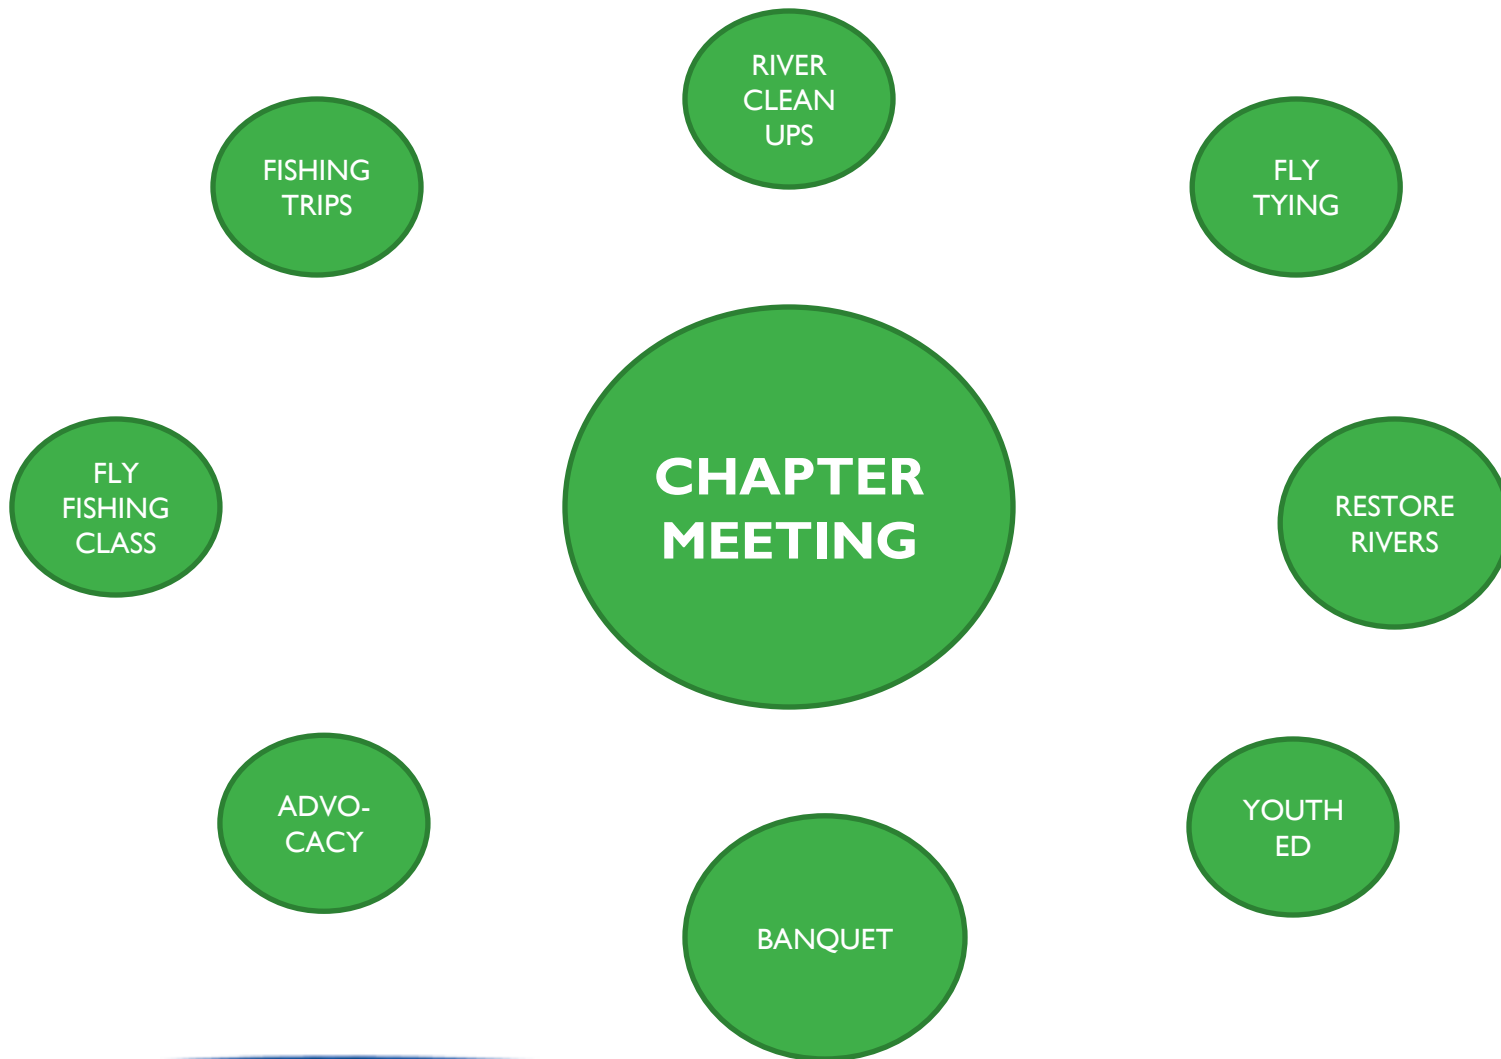 RIVER
CLEAN
UPS
FISHING
TRIPS
FLY
TYING
CHAPTER
MEETING
FLY
FISHING
CLASS
RESTORE
RIVERS
ADVO-
CACY
YOUTH
ED
BANQUET